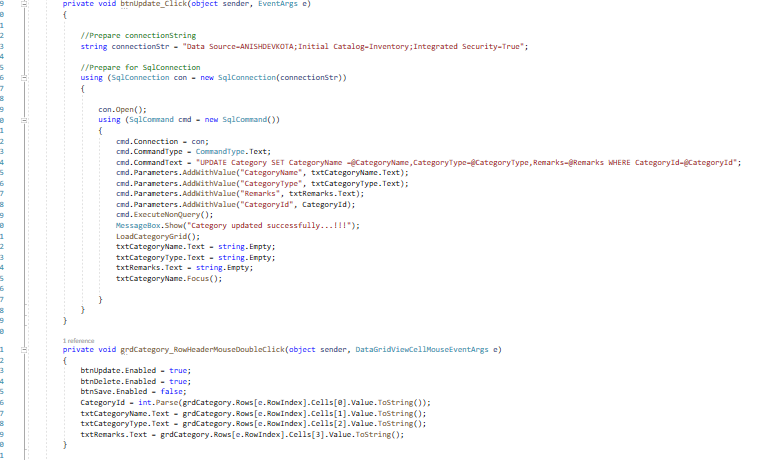 private void btnUpdate_Click(object sender, EventArgs e)
{
//Prepare connectionString
string connectionStr = "Data Source=ANISHDEVKOTA;Initial Catalog=Inventory;Integrated Security=True";
//Prepare for SqlConnection
using (SqlConnection con = new SqlConnection(connectionStr))
{
con.Open();
using (SqlCommand cmd = new SqlCommand())
{
cmd.Connection = con;
cmd.CommandType = CommandType.Text;
cmd.CommandText = "UPDATE Category SET CategoryName =@CategoryName,CategoryType=@CategoryType,Remarks=@Remarks WHERE CategoryId=@CategoryId";
cmd.Parameters.AddWithValue("CategoryName", txtCategoryName.Text);
cmd.Parameters.AddWithValue("CategoryType", txtCategoryType.Text);
cmd.Parameters.AddWithValue("Remarks", txtRemarks.Text);
cmd.Parameters.AddWithValue("CategoryId", CategoryId);
cmd.ExecuteNonQuery();
MessageBox.Show("Category updated successfully...!!!");
LoadCategoryGrid();
txtCategoryName.Text = string.Empty;
txtCategoryType.Text = string.Empty;
txtRemarks.Text = string.Empty;
txtCategoryName.Focus();
}
}
}
1 reference
private void grdCategory_RowHeaderMouseDoubleClick(object sender, DataGridViewCellMouseEventArgs e)
{
btnUpdate.Enabled = true;
btnDelete.Enabled = true;
btnSave.Enabled = false;
CategoryId = int.Parse(grdCategory.Rows[e.RowIndex].Cells[0].Value.ToString());
txtCategoryName.Text = grdCategory.Rows[e.RowIndex].Cells[1].Value.ToString();
txtCategoryType.Text = grdCategory.Rows[e.RowIndex].Cells[2].Value.ToString();
txtRemarks.Text = grdCategory.Rows[e.RowIndex].Cells[3].Value.ToString();
}